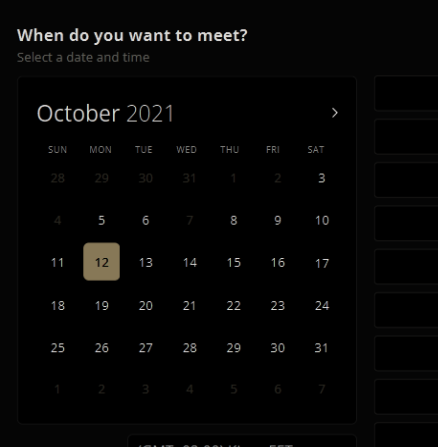 When do you want to meet?
Select a date and time
October 2021
SUN MON TUE WED THU FRI SAT
28 29 30 31 1 2 3
4 5 6 7 8 9 10
11 12 13 14 15 16 17
18 19 20 21 22 23 24
25 26 27 28 29 30 31
1 2 3 4 5 6 7